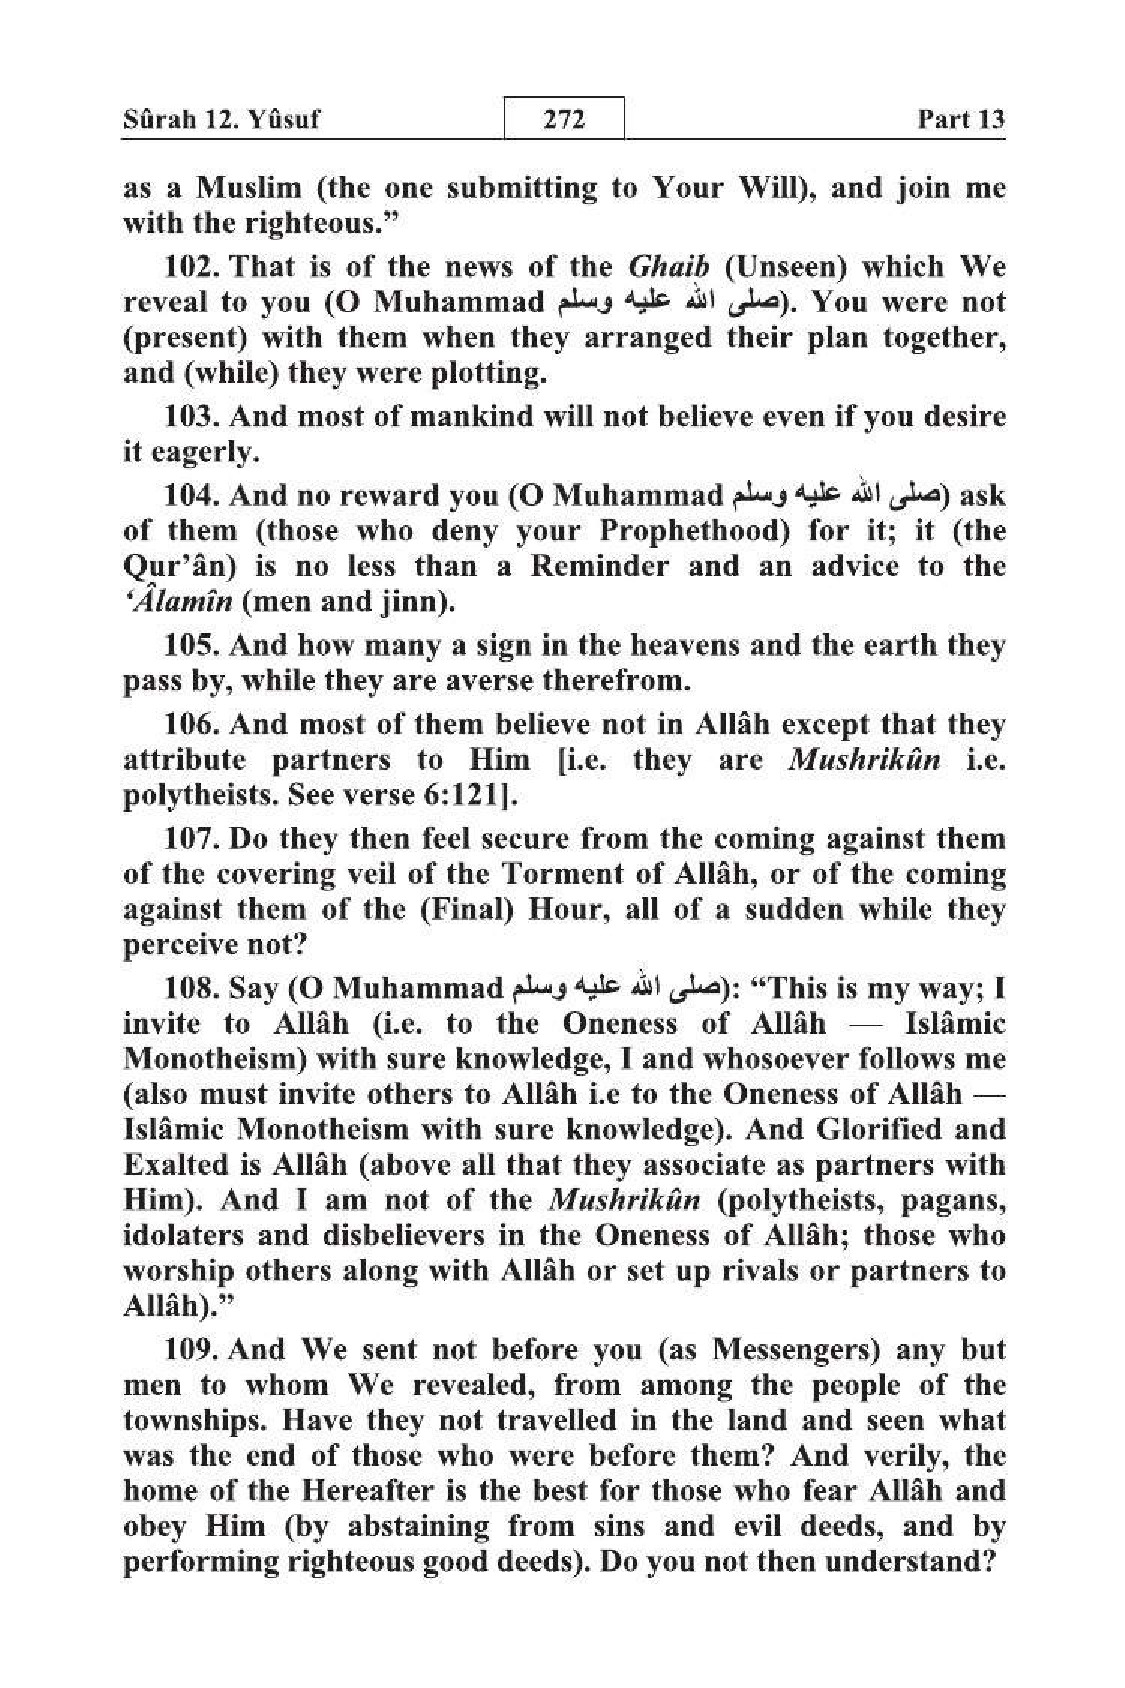 Sûrah 12. Yûsuf 272 Part 13
as a Muslim (the one submitting to Your Will), and join me
with the righteous.”
102. That is of the news of the Ghaib (Unseen) which We
reveal to you (O Muhammad صلى الله عليه وسلم). You were not
(present) with them when they arranged their plan together,
and (while) they were plotting.
103. And most of mankind will not believe even if you desire
it eagerly.
104. And no reward you (O Muhammad صلى الله عليه وسلم) ask
of them (those who deny your Prophethood) for it; it (the
Qur’ân) is no less than a Reminder and an advice to the
‘Âlamîn (men and jinn).
105. And how many a sign in the heavens and the earth they
pass by, while they are averse therefrom.
106. And most of them believe not in Allâh except that they
attribute partners to Him [i.e. they are Mushrikûn i.e.
polytheists. See verse 6:121].
107. Do they then feel secure from the coming against them
of the covering veil of the Torment of Allâh, or of the coming
against them of the (Final) Hour, all of a sudden while they
perceive not?
108. Say (O Muhammad صلى الله عليه وسلم): “This is my way; I
invite to Allâh (i.e. to the Oneness of Allâh — Islâmic
Monotheism) with sure knowledge, I and whosoever follows me
(also must invite others to Allâh i.e to the Oneness of Allâh —
Islâmic Monotheism with sure knowledge). And Glorified and
Exalted is Allâh (above all that they associate as partners with
Him). And I am not of the Mushrikûn (polytheists, pagans,
idolaters and disbelievers in the Oneness of Allâh; those who
worship others along with Allâh or set up rivals or partners to
Allâh).”
109. And We sent not before you (as Messengers) any but
men to whom We revealed, from among the people of the
townships. Have they not travelled in the land and seen what
was the end of those who were before them? And verily, the
home of the Hereafter is the best for those who fear Allâh and
obey Him (by abstaining from sins and evil deeds, and by
performing righteous good deeds). Do you not then understand?